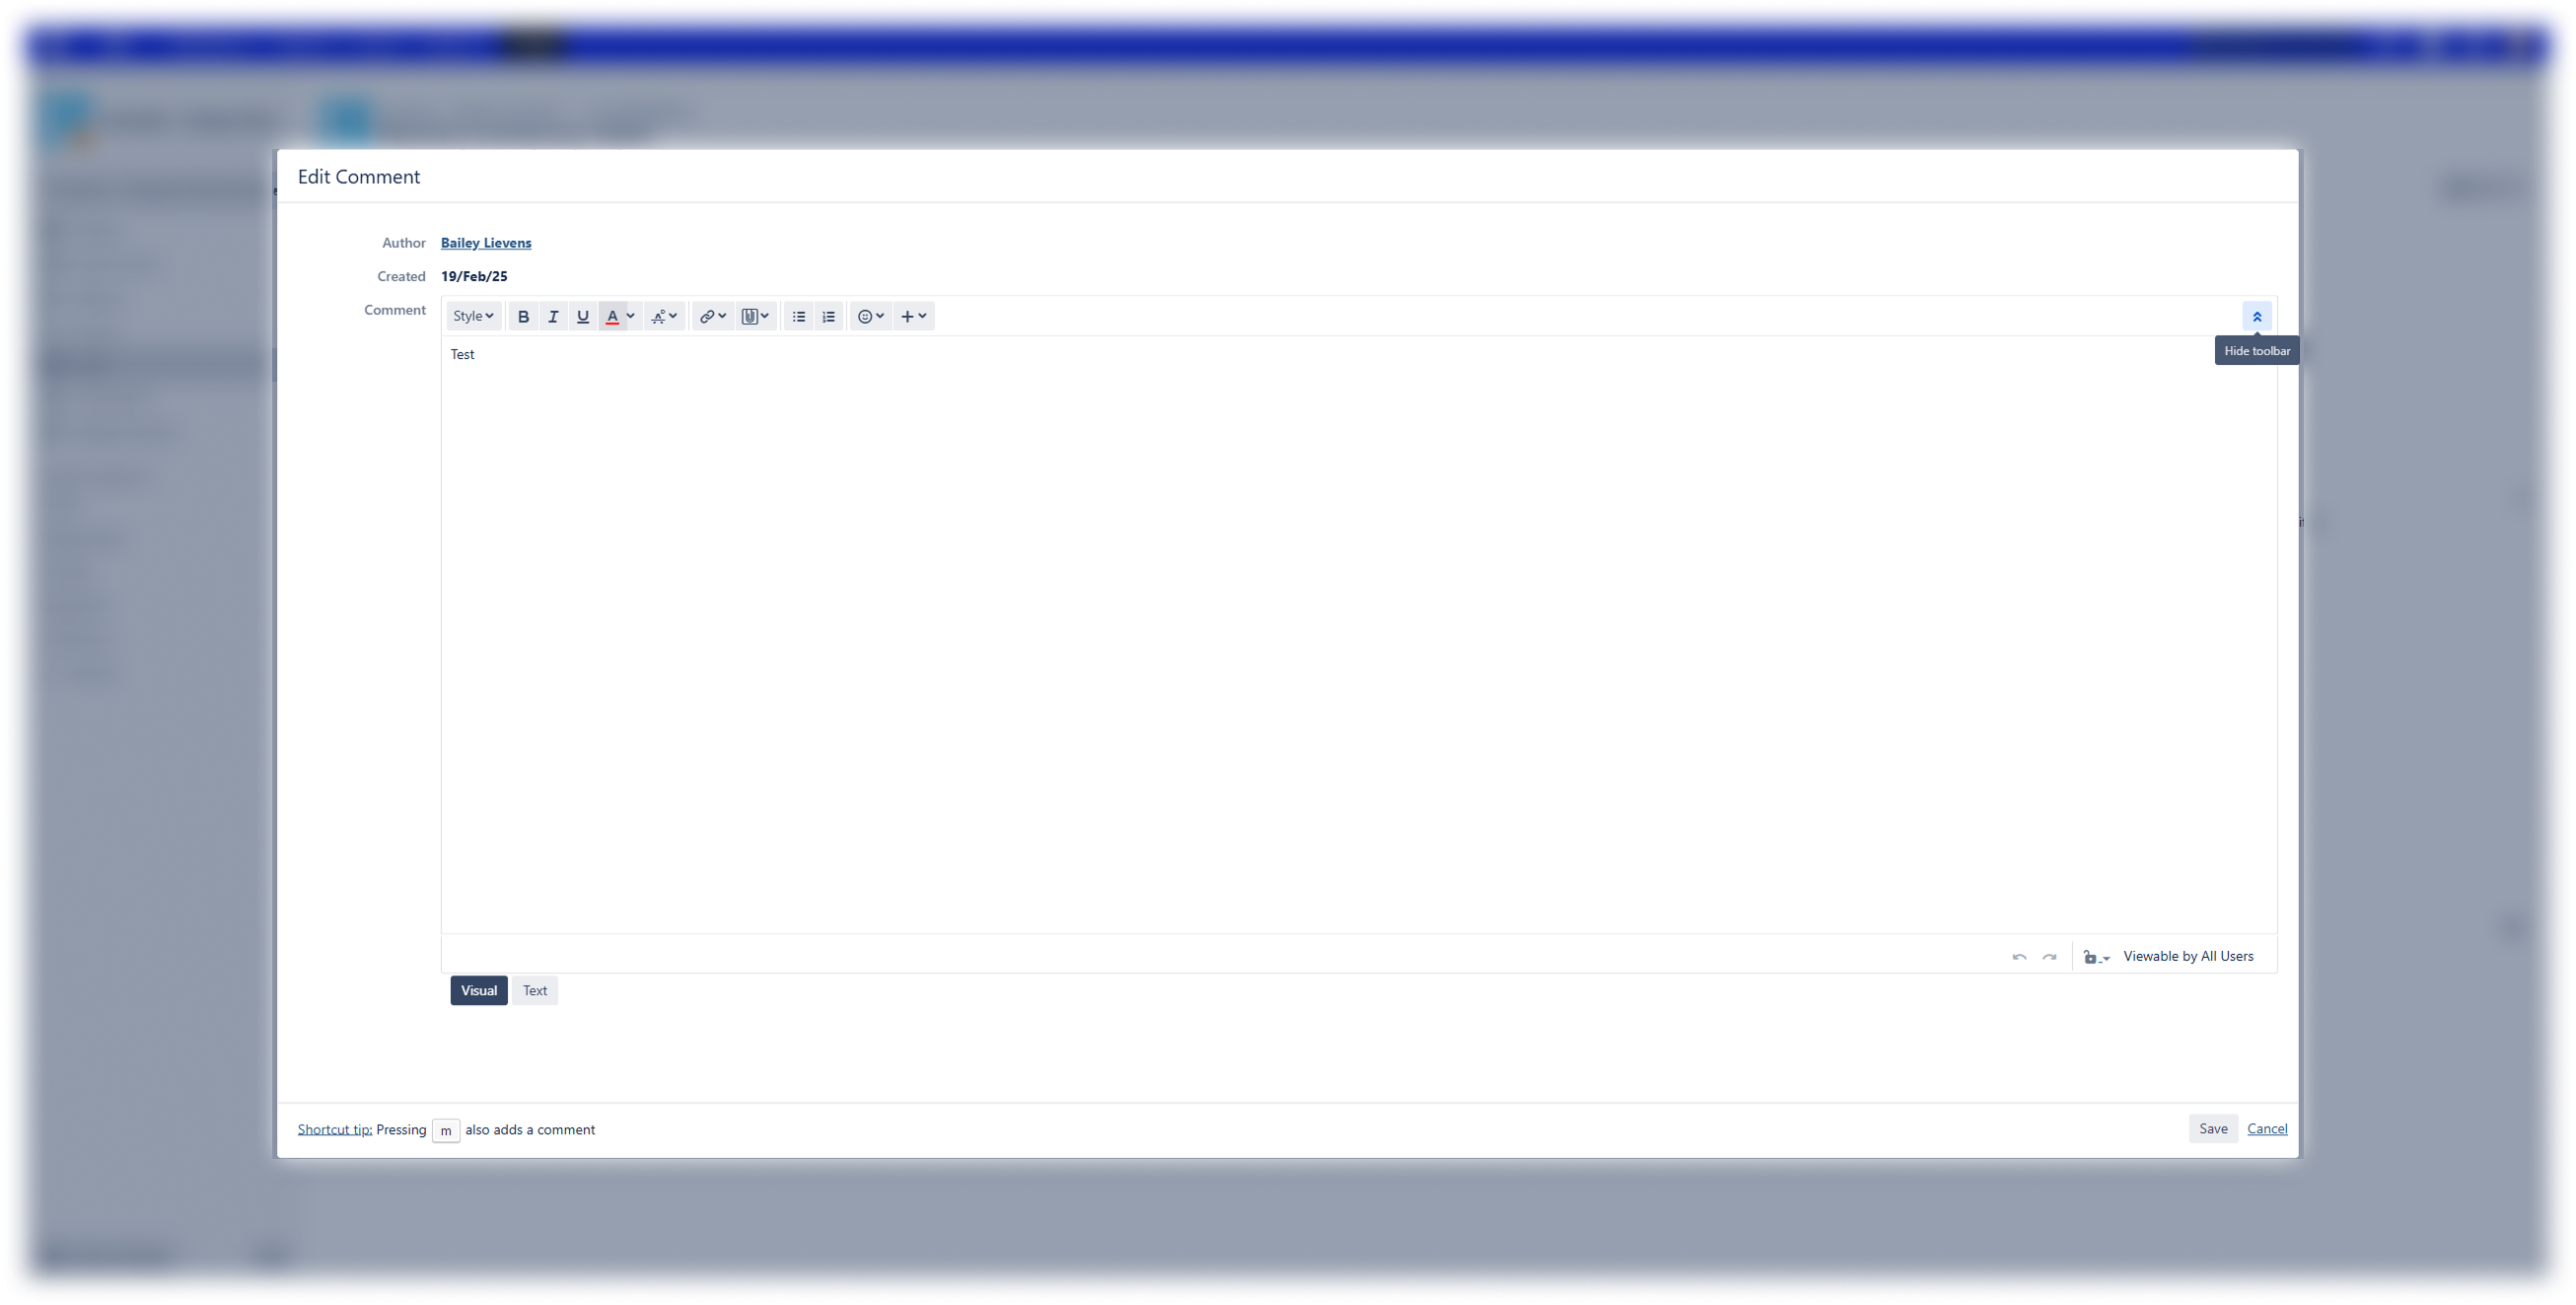 Edit Comment
Author Bailey Lievens
Created 19/Feb/25
Comment Style B I U A
Hide toolbar
Test
Viewable by All Users
Visual Text
Shortcut tip: Pressing m also adds a comment
Save Cancel